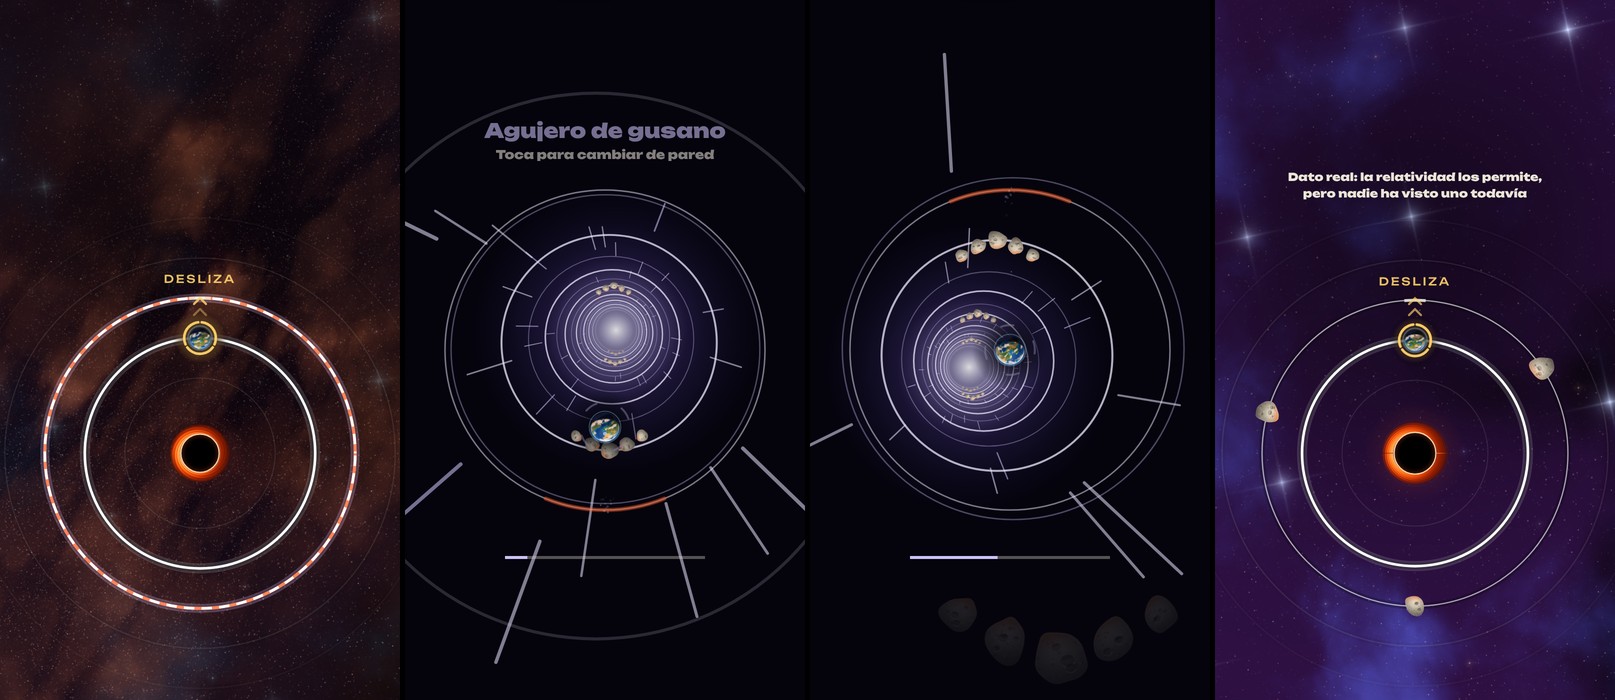 DESLIZA
Agujero de gusano
Toca para cambiar de pared
Dato real: la relatividad los permite,
pero nadie ha visto uno todavía
DESLIZA